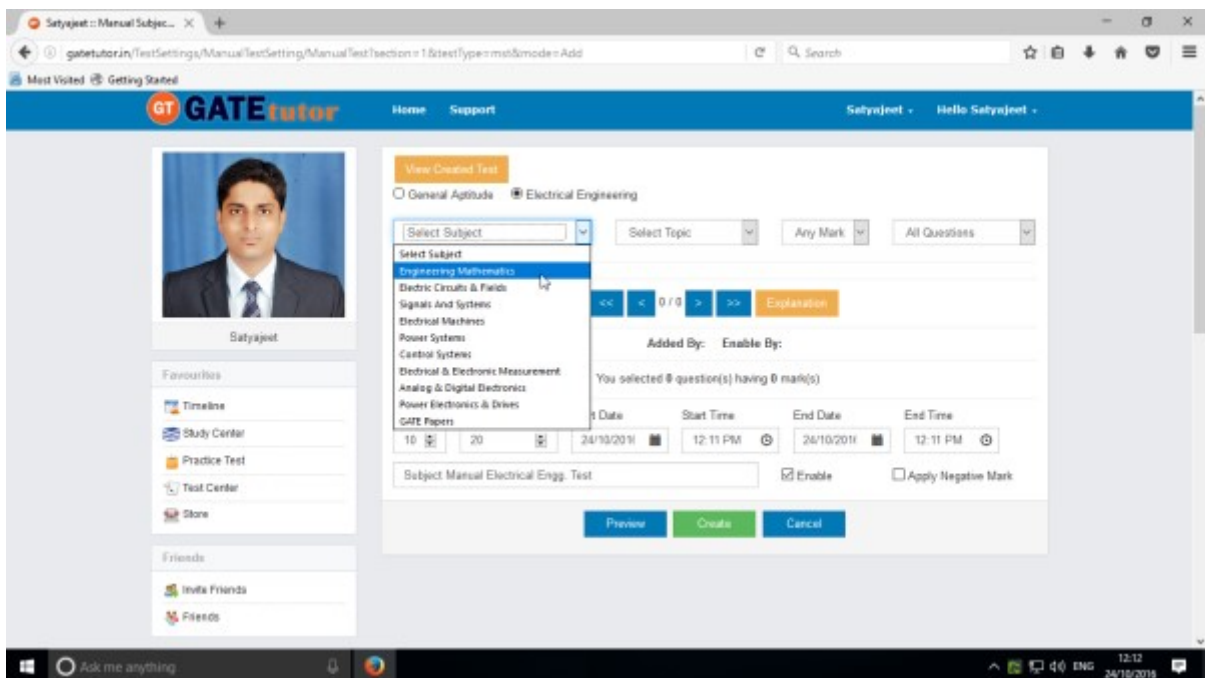 Satyajeet :: Manual Subjec...
gatetutor.in/TestSettings/ManualTestSetting/ManualTest?section=1&testType=mst&mode=Add
Search
Most Visited Getting Started
GT GATEtutor Home Support Satyajeet Hello Satyajeet
View Created Test
General Aptitude Electrical Engineering
Select Subject Select Topic Any Mark All Questions
Select Subject
Engineering Mathematics
Electric Circuits & Fields
Signals And Systems
Electrical Machines
Power Systems
Control Systems
Electrical & Electronic Measurement
Analog & Digital Electronics
Power Electronics & Drives
GATE Papers
<< < 0 / 0 > >> Explanation
Added By: Enable By:
You selected 0 question(s) having 0 mark(s)
Date Start Time End Date End Time
10 20 24/10/201 12:11 PM 24/10/201 12:11 PM
Subject Manual Electrical Engg. Test Enable Apply Negative Mark
Preview Create Cancel
Satyajeet
Favourites
Timeline
Study Center
Practice Test
Test Center
Store
Friends
Invite Friends
Friends
Ask me anything
ENG
12:12
24/10/2016